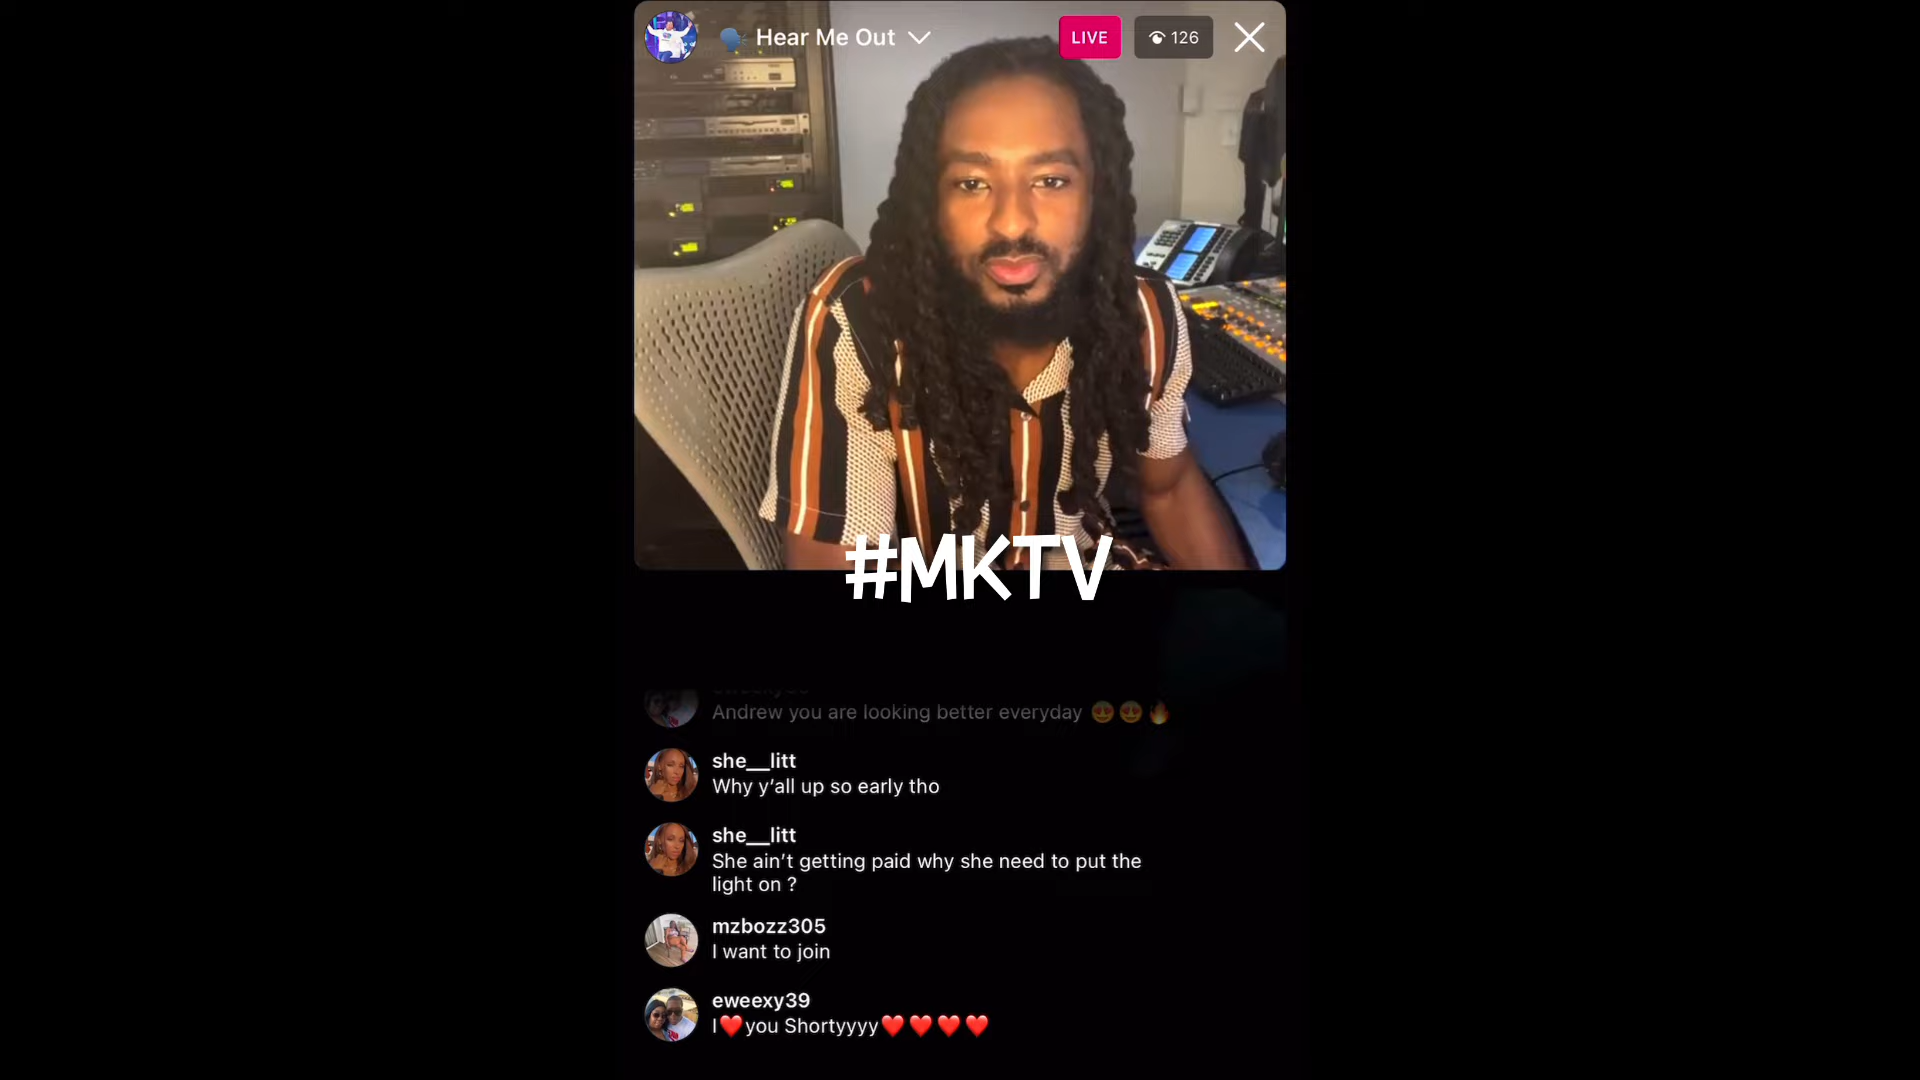 🗣️ Hear Me Out
LIVE
126
#MKTV
Andrew you are looking better everyday 😍😍🔥
she__litt
Why y’all up so early tho
she__litt
She ain’t getting paid why she need to put the
light on ?
mzbozz305
I want to join
eweexy39
I❤️you Shortyyyy❤️❤️❤️❤️